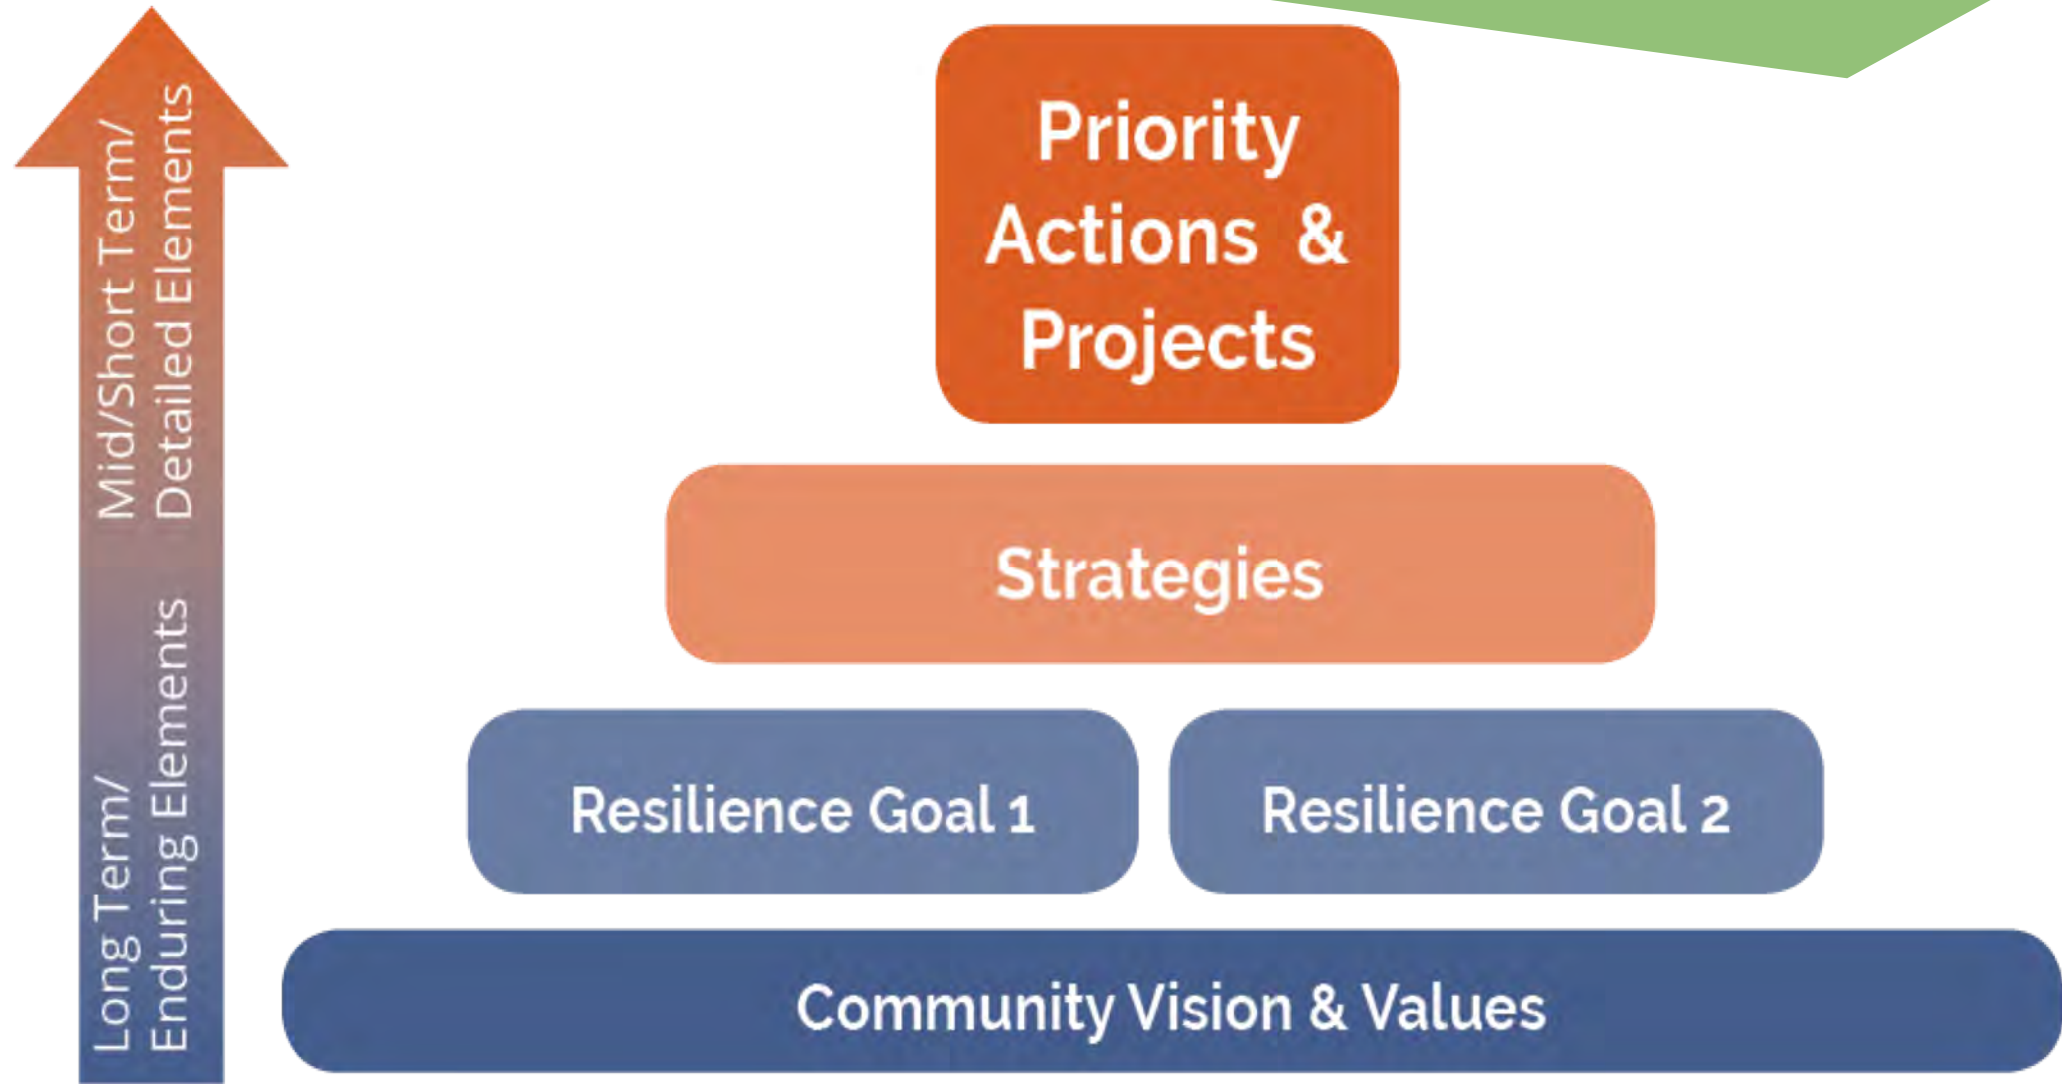 Mid/Short Term/
Detailed Elements
Long Term/
Enduring Elements
Priority
Actions & 
Projects
Strategies
Resilience Goal 1
Resilience Goal 2
Community Vision & Values